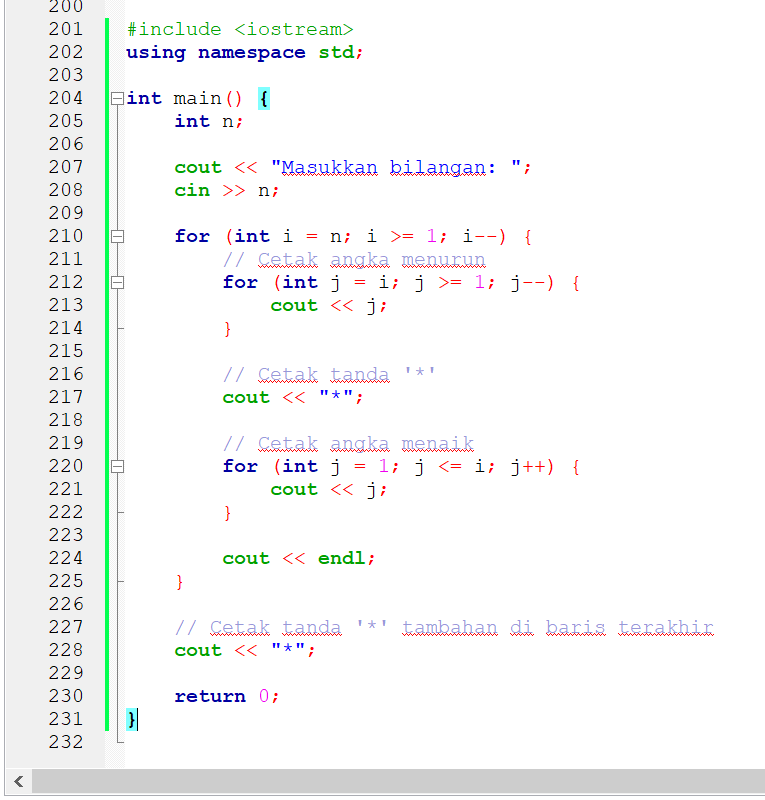 200
201 #include <iostream>
202 using namespace std;
203
204 int main() {
205     int n;
206
207     cout << "Masukkan bilangan: ";
208     cin >> n;
209
210     for (int i = n; i >= 1; i--) {
211         // Cetak angka menurun
212         for (int j = i; j >= 1; j--) {
213             cout << j;
214         }
215
216         // Cetak tanda '*'
217         cout << "*";
218
219         // Cetak angka menaik
220         for (int j = 1; j <= i; j++) {
221             cout << j;
222         }
223
224         cout << endl;
225     }
226
227     // Cetak tanda '*' tambahan di baris terakhir
228     cout << "*";
229
230     return 0;
231 }
232